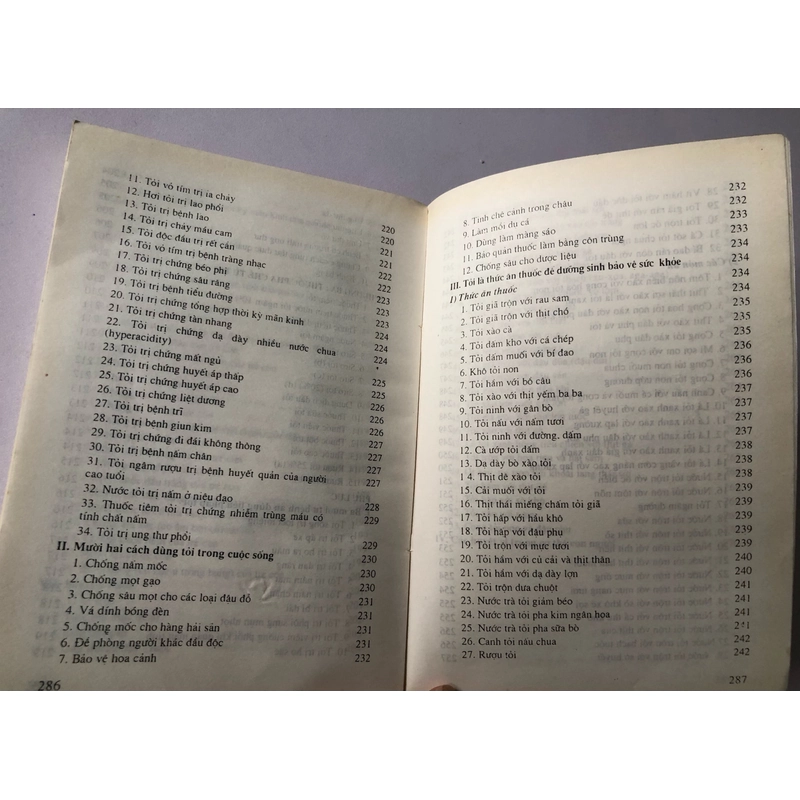 11. Tỏi vỏ tím trị ỉa chảy
12. Hơi tỏi trị lao phổi
13. Tỏi trị bệnh lao 220
14. Tỏi trị chảy máu cam 220
15. Tỏi độc đầu trị rết cắn 221
16. Tỏi vỏ tím trị bệnh tràng nhạc 221
17. Tỏi trị chứng béo phị 222
18. Tỏi trị chứng sâu răng 222
19. Tỏi trị bệnh tiểu đường 223
20. Tỏi trị chứng tổng hợp thời kỳ mãn kinh 223
21. Tỏi trị chứng tàn nhang 224
22. Tỏi trị chứng dạ dày nhiều nước chua
(hyperacidity) 224
23. Tỏi trị chứng mất ngủ
24. Tỏi trị chứng huyết áp thấp 225
25. Tỏi trị chứng huyết áp cao 225
26. Tỏi trị chứng liệt dương 226
27. Tỏi trị bệnh trĩ 226
28. Tỏi trị bệnh giun kim 227
29. Tỏi trị chứng đi đái không thông 227
30. Tỏi trị bệnh nấm chân 227
31. Tỏi ngâm rượu trị bệnh huyết quản của người
cao tuổi 228
32. Nước tỏi trị nấm ở niệu đạo 229
33. Thuốc tiêm tỏi trị chứng nhiễm trùng máu có
tính chất nấm
34. Tỏi trị ung thư phổi 229
II. Mười hai cách dùng tỏi trong cuộc sống 230
1. Chống nấm mốc 230
2. Chống mọt gạo 230
3. Chống sâu mọt cho các loại đậu đỗ 231
4. Vá dính bóng đèn 231
5. Chống mốc cho hàng hải sản 231
6. Đề phòng người khác đầu độc 231
7. Bảo vệ hoa cảnh 232
286
8. Tinh chế canh trong chậu 232
9. Làm mồi du cá 232
10. Dùng làm màng sáo 233
11. Bảo quản thuốc làm bằng côn trùng 233
12. Chống sâu cho dược liệu 234
III. Tỏi là thức ăn thuốc để dưỡng sinh bảo vệ sức khỏe 234
1) Thức ăn thuốc 234
1. Tỏi giã trộn với rau sam 234
2. Tỏi giã trộn với thịt chó 235
3. Tỏi xào cà 235
4. Tỏi dấm kho với cá chép 235
5. Tỏi dấm muối với bí đao 236
6. Khô tỏi non 236
7. Tỏi hầm với bồ câu 236
8. Tỏi xào với thịt yếm ba ba 237
9. Tỏi ninh với gân bò 237
10. Tỏi nấu với nấm tươi 237
11. Tỏi ninh với đường, dấm 237
12. Cà ướp tỏi dấm 238
13. Dạ dày bò xào tỏi 238
1 4. Thịt dê xào tỏi 238
15. Cải muối với tỏi 239
16. Thịt thái miếng chấm tỏi giã 239
17. Tỏi hấp với hầu khô 239
18. Tỏi hấp với đậu phụ 239
19. Tỏi trộn với mực tươi 239
20. Tỏi hầm với củ cải và thịt thăn 240
21. Tỏi hầm với dạ dày lợn 240
22. Tỏi trộn dưa chuột 241
23. Nước trà tỏi giảm béo 241
24. Nước trà tỏi pha kim ngân hoa 241
25. Nước trà tỏi pha sữa bò 241
26. Canh tỏi nấu chua 242
27. Rượu tỏi 242
287